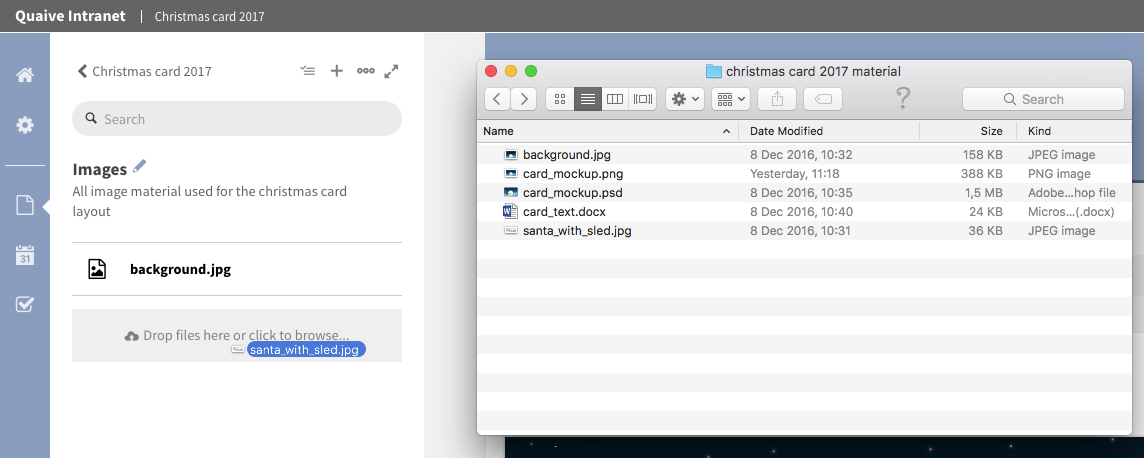 Quaive Intranet | Christmas card 2017
Christmas card 2017
Search
Images
All image material used for the christmas card
layout
31
background.jpg
Drop files here or click to browse...
santa_with_sled.jpg
christmas card 2017 material
?
Search
Name Date Modified Size Kind
background.jpg 8 Dec 2016, 10:32 158 KB JPEG image
card_mockup.png Yesterday, 11:18 388 KB PNG image
card_mockup.psd 8 Dec 2016, 10:35 1,5 MB Adobe...hop file
card_text.docx 8 Dec 2016, 10:40 24 KB Micros...(.docx)
santa_with_sled.jpg 8 Dec 2016, 10:31 36 KB JPEG image